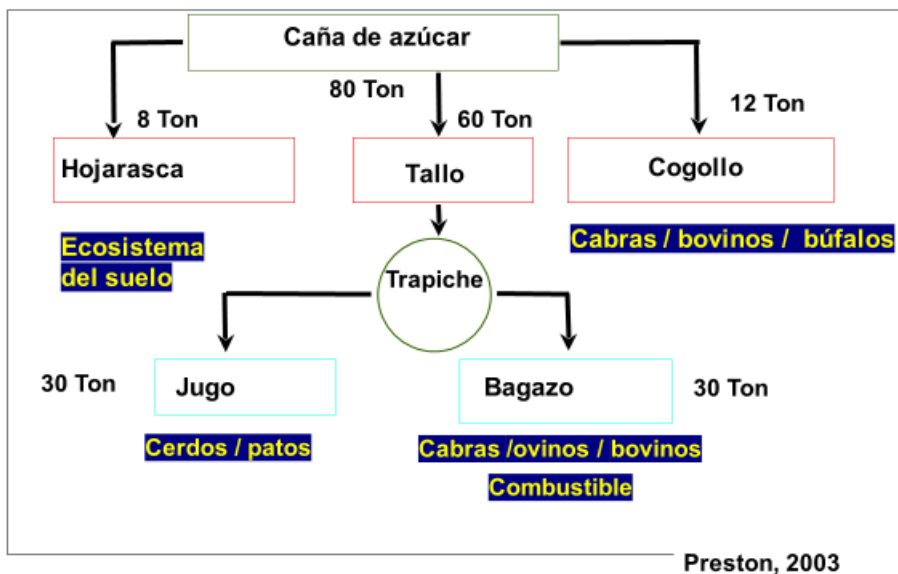 Caña de azúcar
80 Ton
12 Ton
8 Ton
60 Ton
Hojarasca
Tallo
Cogollo
Ecosistema
del suelo
Cabras / bovinos / búfalos
Trapiche
30 Ton
Jugo
Bagazo
30 Ton
Cerdos / patos
Cabras /ovinos / bovinos
Combustible
Preston, 2003